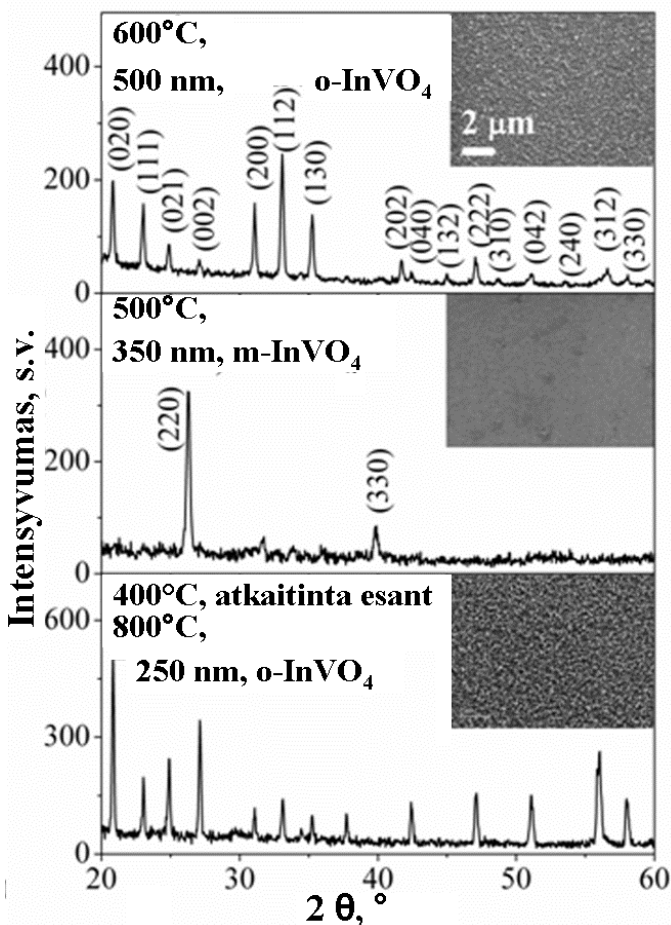 600°C,
500 nm, o-InVO₄
2 μm
400
200
0
(020)
(111)
(021)
(002)
(200)
(112)
(130)
(202)
(040)
(132)
(222)
(310)
(042)
(240)
(312)
(330)
500°C,
350 nm, m-InVO₄
400
200
0
(220)
(330)
400°C, atkaitinta esant
800°C,
250 nm, o-InVO₄
600
300
0
Intensyvumas, s.v.
20 30 40 50 60
2 θ, °